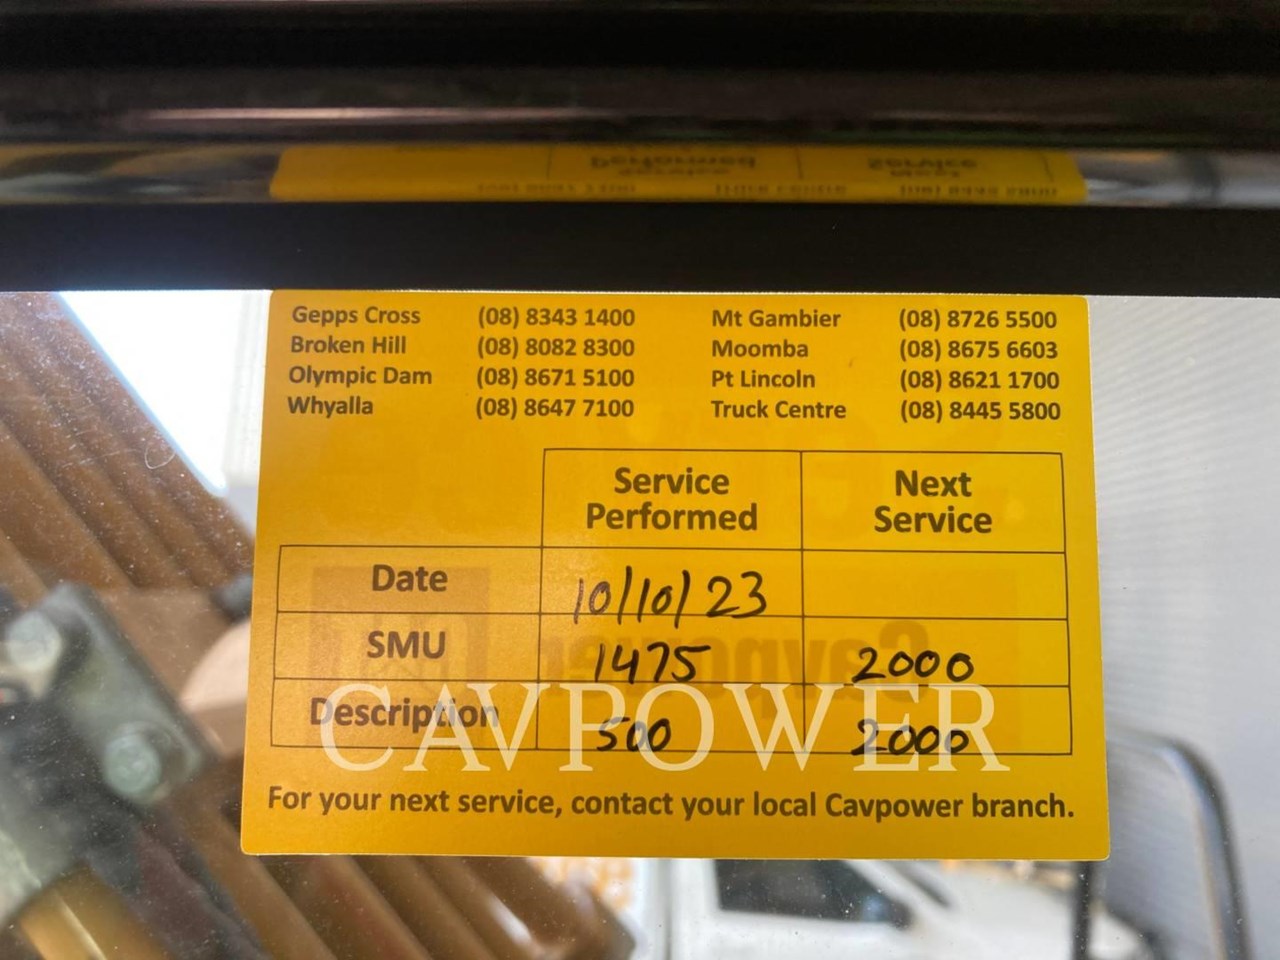 Gepps Cross (08) 8343 1400 Mt Gambier (08) 8726 5500
Broken Hill (08) 8082 8300 Moomba (08) 8675 6603
Olympic Dam (08) 8671 5100 Pt Lincoln (08) 8621 1700
Whyalla (08) 8647 7100 Truck Centre (08) 8445 5800
Service Performed Next Service
Date 10/10/23
SMU 1475 2000
Description 500 2000
CAVPOWER
For your next service, contact your local Cavpower branch.